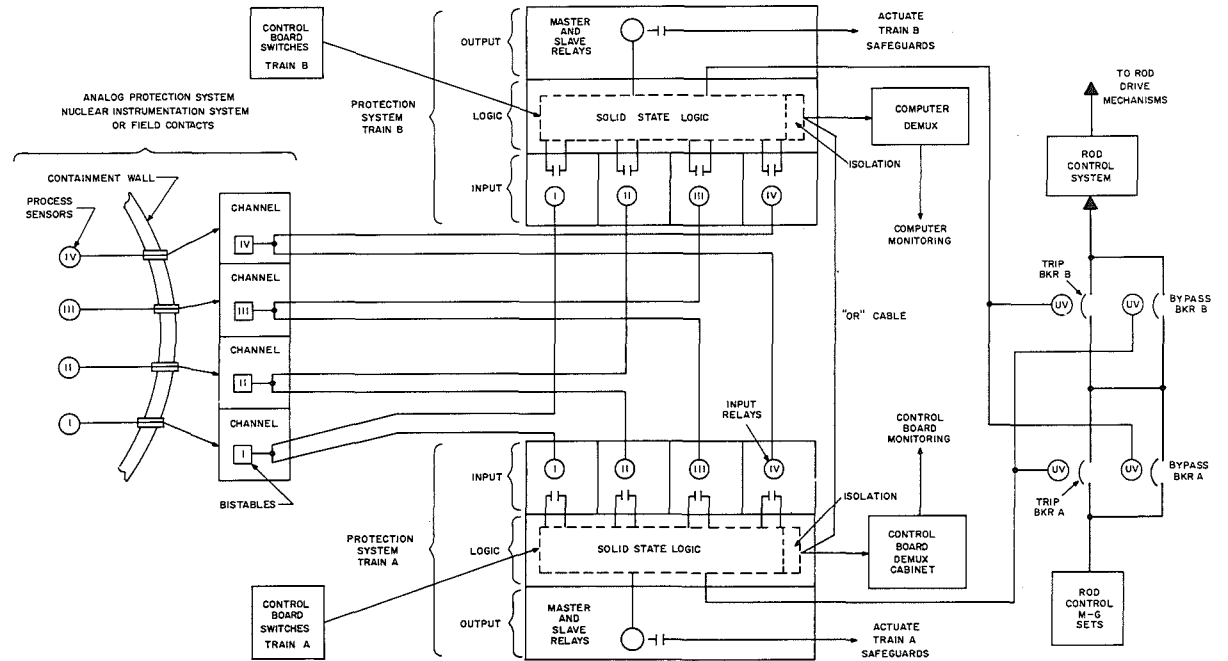 CONTROL
BOARD
SWITCHES
TRAIN B
OUTPUT
MASTER
AND
SLAVE
RELAYS
ACTUATE
TRAIN B
SAFEGUARDS
ANALOG PROTECTION SYSTEM
NUCLEAR INSTRUMENTATION SYSTEM
OR FIELD CONTACTS
PROTECTION
SYSTEM
TRAIN B
LOGIC
SOLID STATE LOGIC
COMPUTER
DEMUX
ISOLATION
TO ROD
DRIVE
MECHANISMS
ROD
CONTROL
SYSTEM
INPUT
I
II
III
IV
COMPUTER
MONITORING
CONTAINMENT WALL
PROCESS
SENSORS
IV
III
II
I
CHANNEL
IV
CHANNEL
III
CHANNEL
II
CHANNEL
I
BISTABLES
"OR" CABLE
TRIP
BKR B
UV
UV
BYPASS
BKR B
INPUT
RELAYS
CONTROL
BOARD
MONITORING
INPUT
I
II
III
IV
UV
UV
BYPASS
BKR A
TRIP
BKR A
ISOLATION
PROTECTION
SYSTEM
TRAIN A
LOGIC
SOLID STATE LOGIC
CONTROL
BOARD
DEMUX
CABINET
CONTROL
BOARD
SWITCHES
TRAIN A
OUTPUT
MASTER
AND
SLAVE
RELAYS
ACTUATE
TRAIN A
SAFEGUARDS
ROD
CONTROL
M-G
SETS